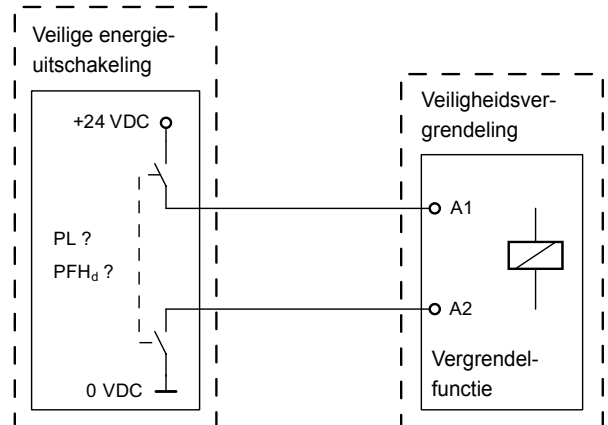 Veilige energie-
uitschakeling
+24 VDC
PL ?
PFHd ?
0 VDC
Veiligheidsver-
grendeling
A1
A2
Vergrendel-
functie